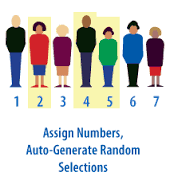 1 2 3 4 5 6 7
Assign Numbers,
Auto-Generate Random
Selections